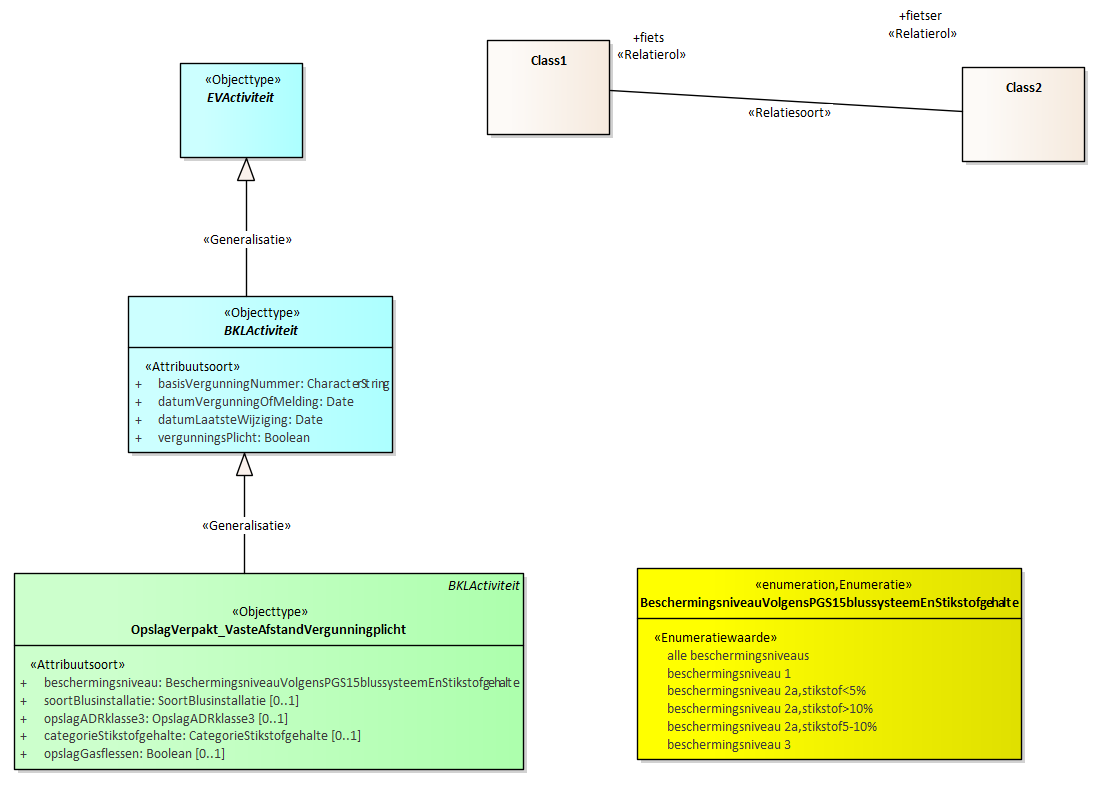 +fietser
«Relatierol»
+fiets
«Relatierol»
Class1
Class2
«Relatiesoort»
«Objecttype»
EVActiviteit
«Generalisatie»
«Objecttype»
BKLActiviteit
«Attribuutsoort»
+ basisVergunningNummer: CharacterString
+ datumVergunningOfMelding: Date
+ datumLaatsteWijziging: Date
+ vergunningsPlicht: Boolean
«Generalisatie»
BKLActiviteit
«Objecttype»
OpslagVerpakt_VasteAfstandVergunningplicht
«Attribuutsoort»
+ beschermingsniveau: BeschermingsniveauVolgensPGS15blussysteemEnStikstofgehalte
+ soortBlusinstallatie: SoortBlusinstallatie [0..1]
+ opslagADRklasse3: OpslagADRklasse3 [0..1]
+ categorieStikstofgehalte: CategorieStikstofgehalte [0..1]
+ opslagGasflessen: Boolean [0..1]
«enumeration,Enumeratie»
BeschermingsniveauVolgensPGS15blussysteemEnStikstofgehalte
«Enumeratiewaarde»
alle beschermingsniveaus
beschermingsniveau 1
beschermingsniveau 2a,stikstof<5%
beschermingsniveau 2a,stikstof>10%
beschermingsniveau 2a,stikstof5-10%
beschermingsniveau 3